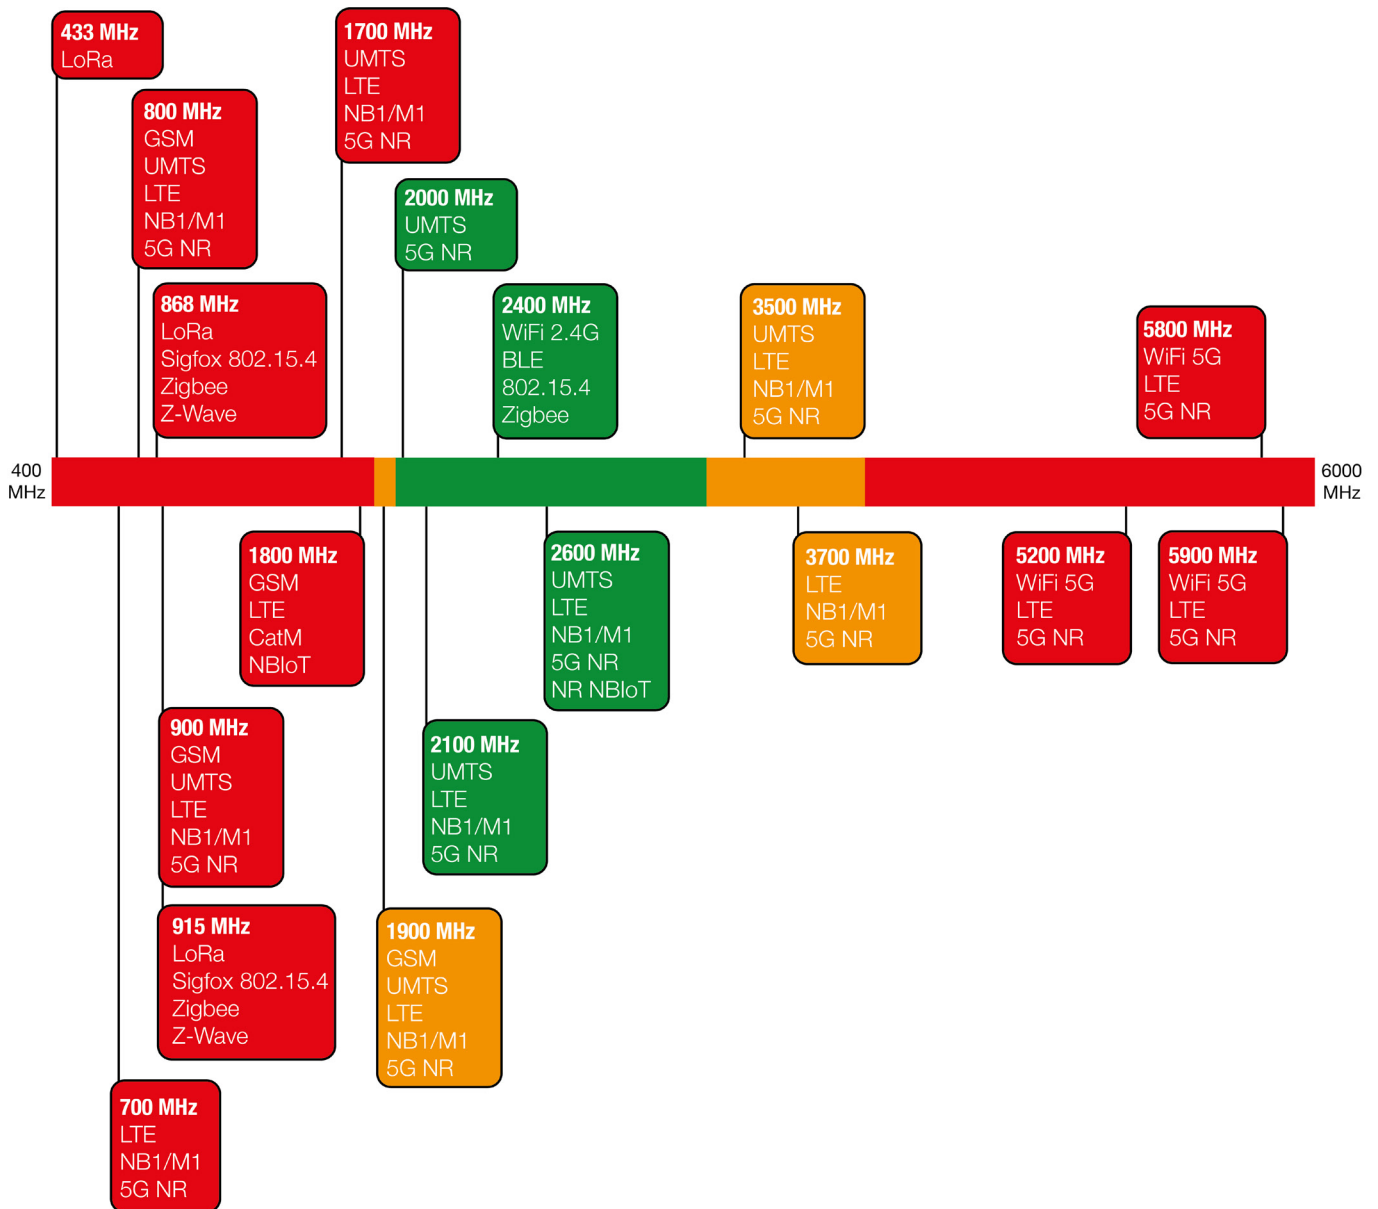 433 MHz
LoRa
800 MHz
GSM
UMTS
LTE
NB1/M1
5G NR
868 MHz
LoRa
Sigfox 802.15.4
Zigbee
Z-Wave
1700 MHz
UMTS
LTE
NB1/M1
5G NR
2000 MHz
UMTS
5G NR
2400 MHz
WiFi 2.4G
BLE
802.15.4
Zigbee
3500 MHz
UMTS
LTE
NB1/M1
5G NR
5800 MHz
WiFi 5G
LTE
5G NR
400
MHz
6000
MHz
1800 MHz
GSM
LTE
CatM
NBIoT
2600 MHz
UMTS
LTE
NB1/M1
5G NR
NR NBIoT
3700 MHz
LTE
NB1/M1
5G NR
5200 MHz
WiFi 5G
LTE
5G NR
5900 MHz
WiFi 5G
LTE
5G NR
900 MHz
GSM
UMTS
LTE
NB1/M1
5G NR
2100 MHz
UMTS
LTE
NB1/M1
5G NR
915 MHz
LoRa
Sigfox 802.15.4
Zigbee
Z-Wave
1900 MHz
GSM
UMTS
LTE
NB1/M1
5G NR
700 MHz
LTE
NB1/M1
5G NR